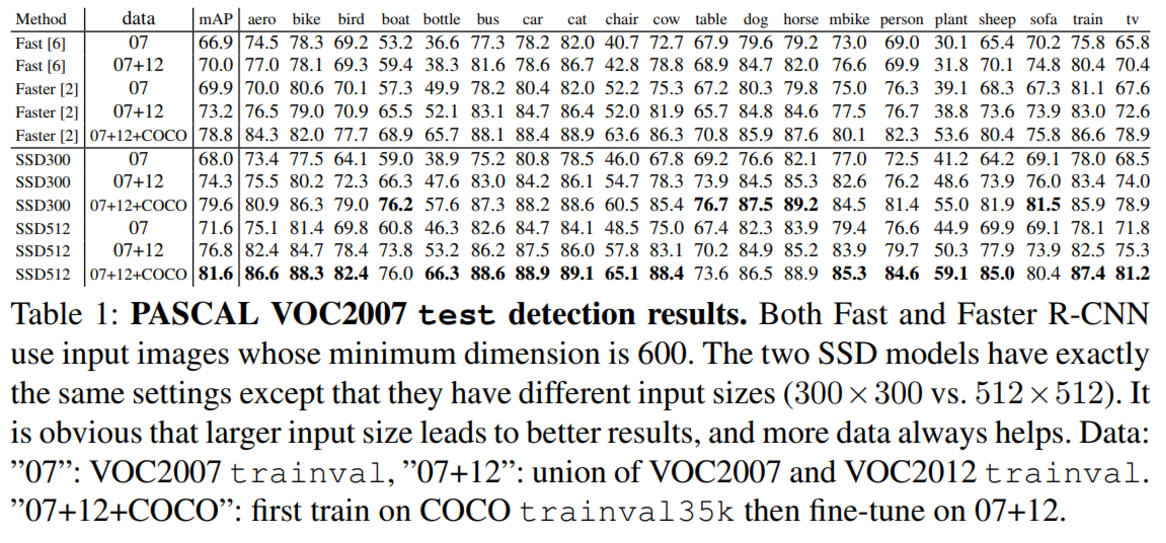 Method data mAP aero bike bird boat bottle bus car cat chair cow table dog horse mbike person plant sheep sofa train tv
Fast [6] 07 66.9 74.5 78.3 69.2 53.2 36.6 77.3 78.2 82.0 40.7 72.7 67.9 79.6 79.2 73.0 69.0 30.1 65.4 70.2 75.8 65.8
Fast [6] 07+12 70.0 77.0 78.1 69.3 59.4 38.3 81.6 78.6 86.7 42.8 78.8 68.9 84.7 82.0 76.6 69.9 31.8 70.1 74.8 80.4 70.4
Faster [2] 07 69.9 70.0 80.6 70.1 57.3 49.9 78.2 80.4 82.0 52.2 75.3 67.2 80.3 79.8 75.0 76.3 39.1 68.3 67.3 81.1 67.6
Faster [2] 07+12 73.2 76.5 79.0 70.9 65.5 52.1 83.1 84.7 86.4 52.0 81.9 65.7 84.8 84.6 77.5 76.7 38.8 73.6 73.9 83.0 72.6
Faster [2] 07+12+COCO 78.8 84.3 82.0 77.7 68.9 65.7 88.1 88.4 88.9 63.6 86.3 70.8 85.9 87.6 80.1 82.3 53.6 80.4 75.8 86.6 78.9
SSD300 07 68.0 73.4 77.5 64.1 59.0 38.9 75.2 80.8 78.5 46.0 67.8 69.2 76.6 82.1 77.0 72.5 41.2 64.2 69.1 78.0 68.5
SSD300 07+12 74.3 75.5 80.2 72.3 66.3 47.6 83.0 84.2 86.1 54.7 78.3 73.9 84.5 85.3 82.6 76.2 48.6 73.9 76.0 83.4 74.0
SSD300 07+12+COCO 79.6 80.9 86.3 79.0 76.2 57.6 87.3 88.2 88.6 60.5 85.4 76.7 87.5 89.2 84.5 81.4 55.0 81.9 81.5 85.9 78.9
SSD512 07 71.6 75.1 81.4 69.8 60.8 46.3 82.6 84.7 84.1 48.5 75.0 67.4 82.3 83.9 79.4 76.6 44.9 69.9 69.1 78.1 71.8
SSD512 07+12 76.8 82.4 84.7 78.4 73.8 53.2 86.2 87.5 86.0 57.8 83.1 70.2 84.9 85.2 83.9 79.7 50.3 77.9 73.9 82.5 75.3
SSD512 07+12+COCO 81.6 86.6 88.3 82.4 76.0 66.3 88.6 88.9 89.1 65.1 88.4 73.6 86.5 88.9 85.3 84.6 59.1 85.0 80.4 87.4 81.2
Table 1: PASCAL VOC2007 test detection results. Both Fast and Faster R-CNN
use input images whose minimum dimension is 600. The two SSD models have exactly
the same settings except that they have different input sizes (300×300 vs. 512×512). It
is obvious that larger input size leads to better results, and more data always helps. Data:
”07”: VOC2007 trainval, ”07+12”: union of VOC2007 and VOC2012 trainval.
”07+12+COCO”: first train on COCO trainval35k then fine-tune on 07+12.